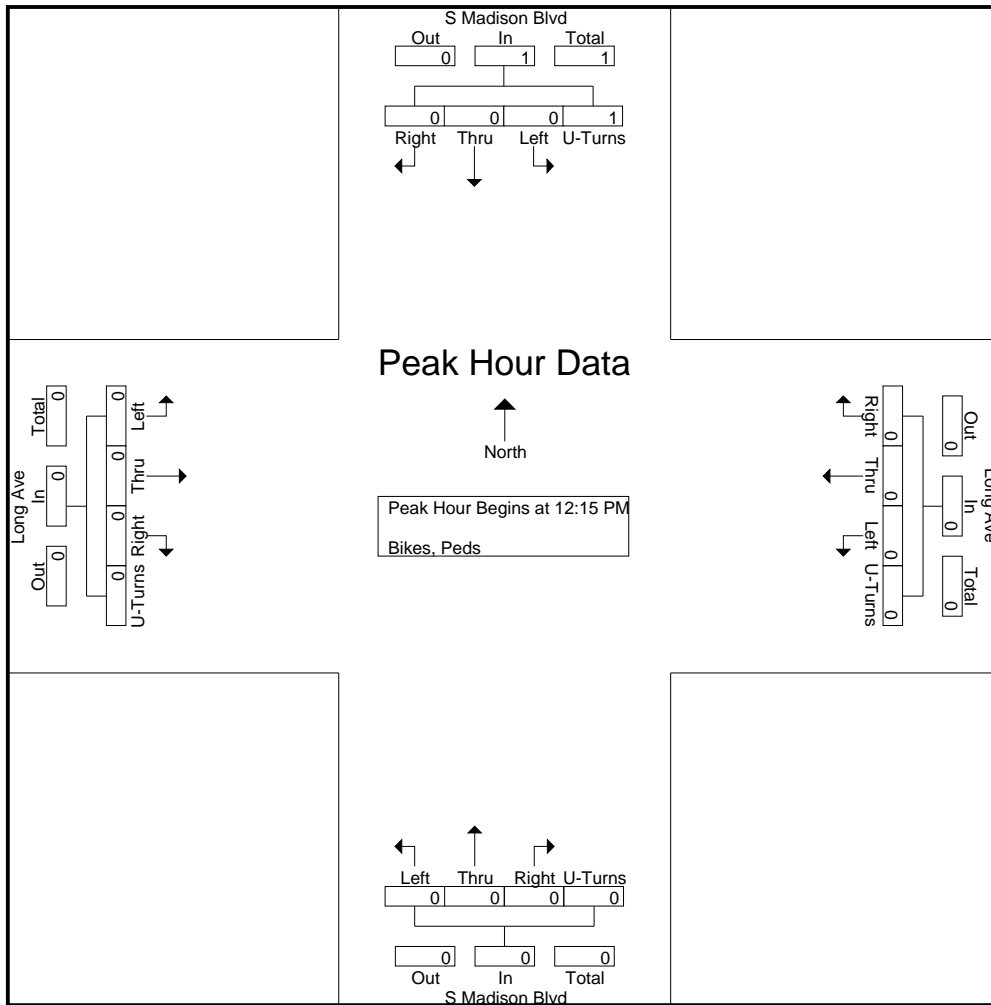 S Madison Blvd
Out In Total
0 1 1
0 0 0 1
Right Thru Left U-Turns
Peak Hour Data
North
Peak Hour Begins at 12:15 PM
Bikes, Peds
Long Ave
Out In Total
0 0 0
0 0 0 0
U-Turns Right Thru Left
Long Ave
Out In Total
0 0 0
0 0 0 0
Right Thru Left U-Turns
Left Thru Right U-Turns
0 0 0 0
0 0 0
Out In Total
S Madison Blvd